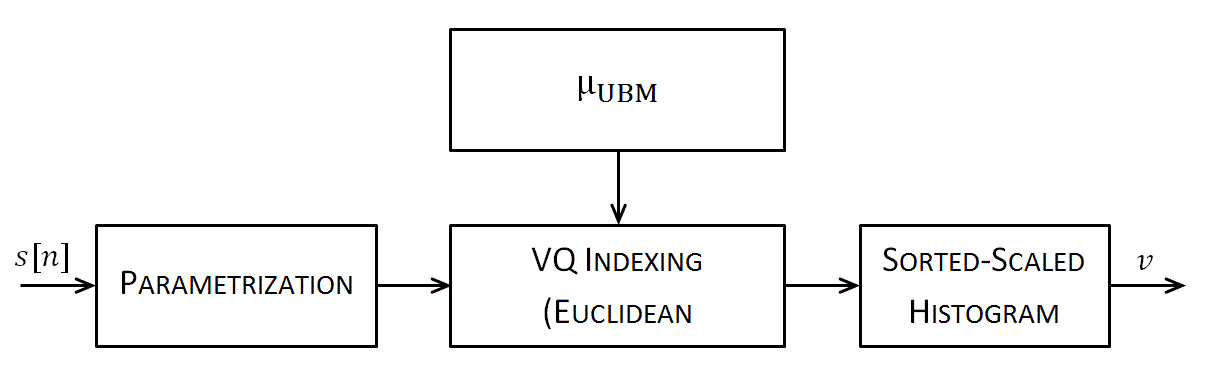 μUBM
s[n]
PARAMETRIZATION
VQ INDEXING
(EUCLIDEAN
SORTED-SCALED
HISTOGRAM
v